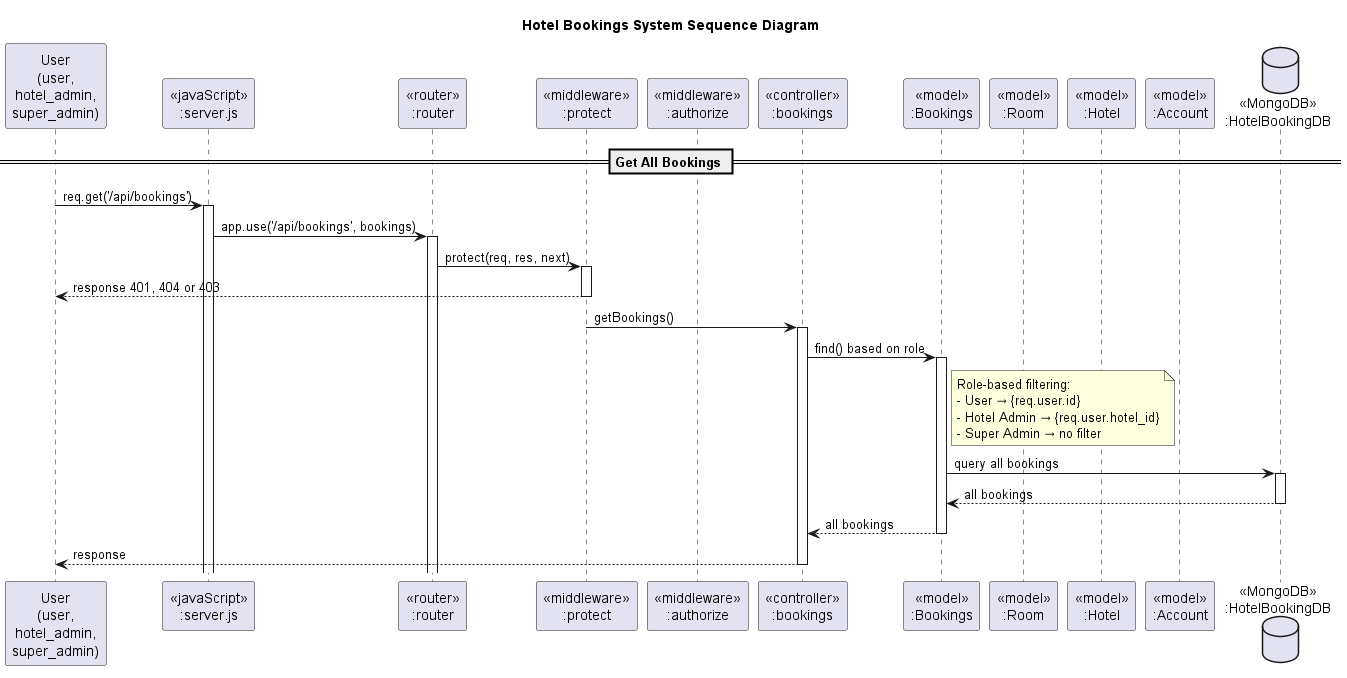 Hotel Bookings System Sequence Diagram
User
(user,
hotel_admin,
super_admin)
«javaScript»
:server.js
«router»
:router
«middleware»
:protect
«middleware»
:authorize
«controller»
:bookings
«model»
:Bookings
«model»
:Room
«model»
:Hotel
«model»
:Account
«MongoDB»
:HotelBookingDB
Get All Bookings
req.get('/api/bookings')
app.use('/api/bookings', bookings)
protect(req, res, next)
response 401, 404 or 403
getBookings()
find() based on role
Role-based filtering:
- User → {req.user.id}
- Hotel Admin → {req.user.hotel_id}
- Super Admin → no filter
query all bookings
all bookings
all bookings
response
User
(user,
hotel_admin,
super_admin)
«javaScript»
:server.js
«router»
:router
«middleware»
:protect
«middleware»
:authorize
«controller»
:bookings
«model»
:Bookings
«model»
:Room
«model»
:Hotel
«model»
:Account
«MongoDB»
:HotelBookingDB